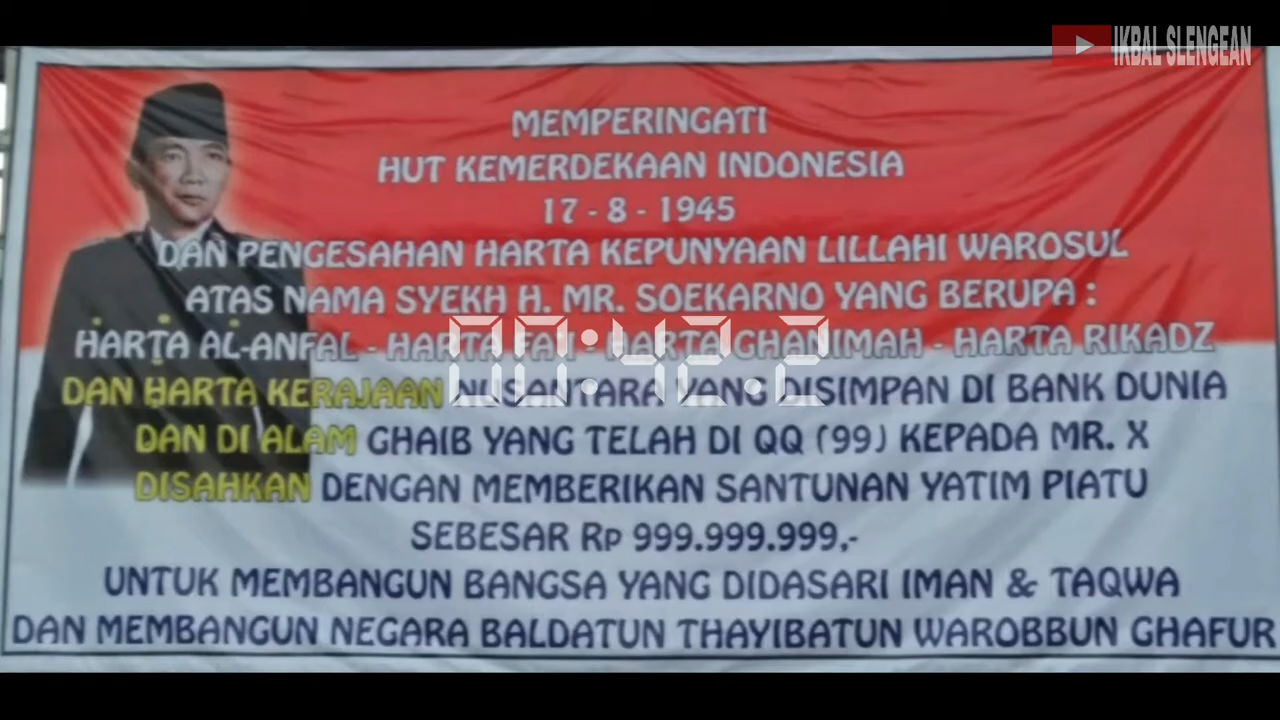 IKBAL SLENGEAN
MEMPERINGATI
HUT KEMERDEKAAN INDONESIA
17 - 8 - 1945
DAN PENGESAHAN HARTA KEPUNYAAN LILLAHI WAROSUL
ATAS NAMA SYEKH H. MR. SOEKARNO YANG BERUPA :
HARTA AL-ANFAL - HARTA FAI - HARTA GHANIMAH - HARTA RIKADZ
00:42.2
DAN HARTA KERAJAAN NUSANTARA YANG DISIMPAN DI BANK DUNIA
DAN DI ALAM GHAIB YANG TELAH DI QQ (99) KEPADA MR. X
DISAHKAN DENGAN MEMBERIKAN SANTUNAN YATIM PIATU
SEBESAR Rp 999.999.999,-
UNTUK MEMBANGUN BANGSA YANG DIDASARI IMAN & TAQWA
DAN MEMBANGUN NEGARA BALDATUN THAYIBATUN WAROBBUN GHAFUR